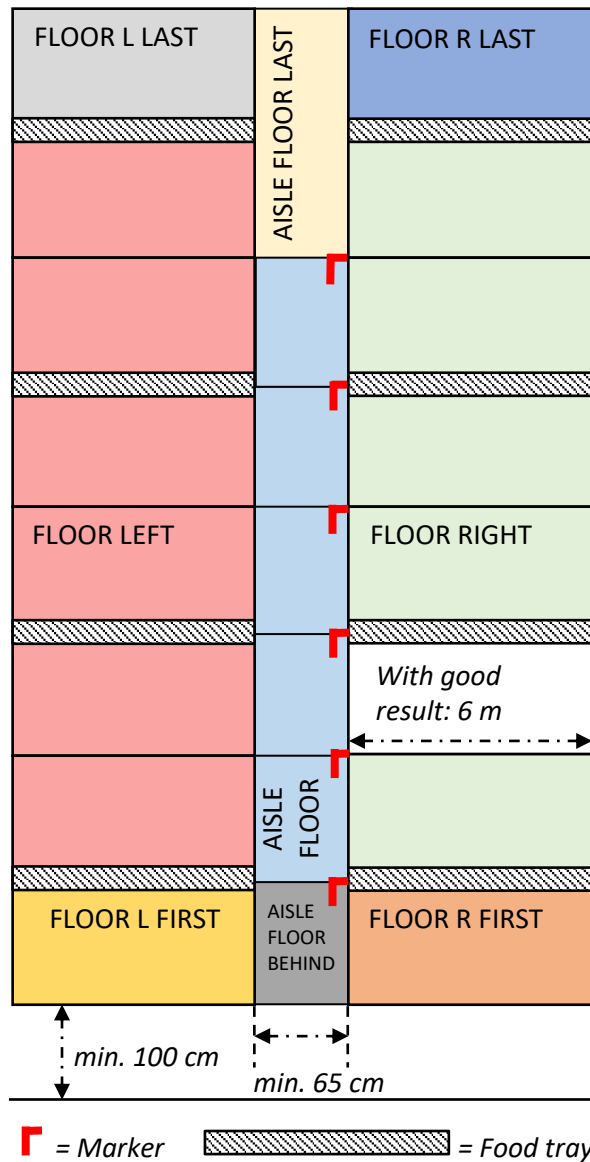 FLOOR L LAST
AISLE FLOOR LAST
FLOOR R LAST
FLOOR LEFT
FLOOR RIGHT
With good
result: 6 m
AISLE
FLOOR
FLOOR L FIRST
AISLE
FLOOR
BEHIND
FLOOR R FIRST
min. 100 cm
min. 65 cm
= Marker
= Food tray